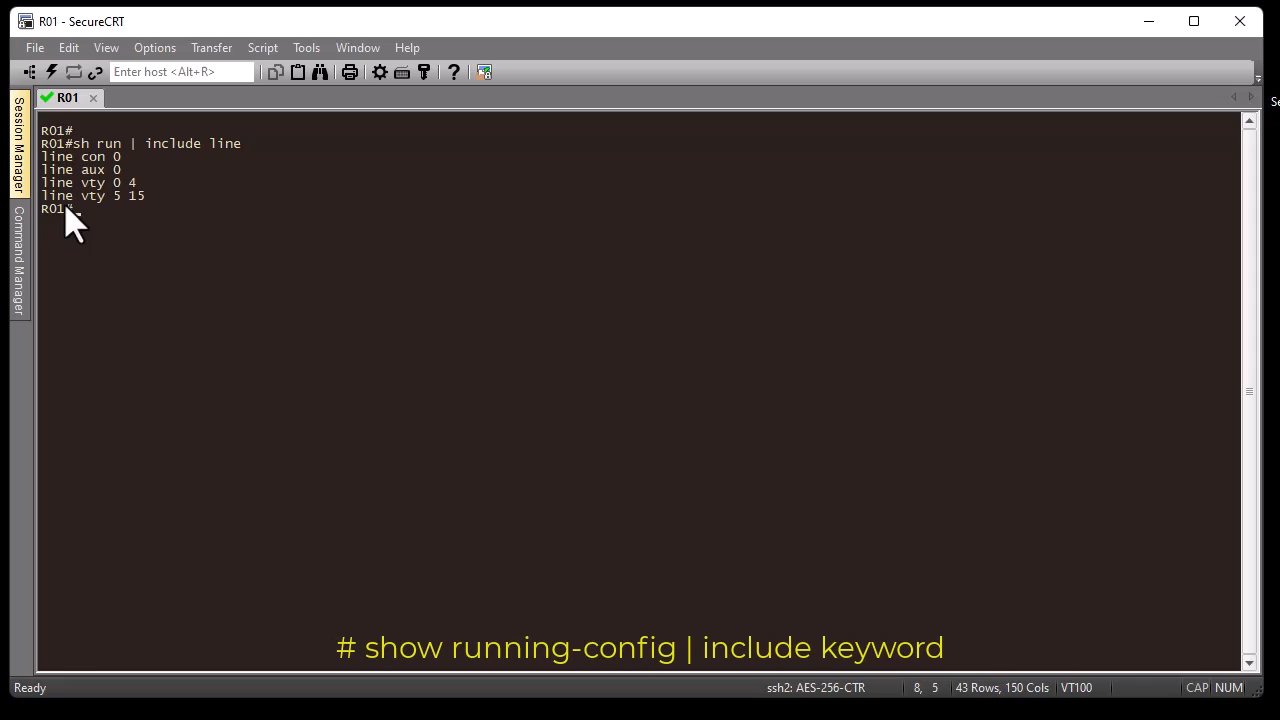 R01 - SecureCRT
File Edit View Options Transfer Script Tools Window Help
Enter host <Alt+R>
R01
Session Manager
Command Manager
R01#
R01#sh run | include line
line con 0
line aux 0
line vty 0 4
line vty 5 15
R01#
# show running-config | include keyword
Ready ssh2: AES-256-CTR 8, 5 43 Rows, 150 Cols VT100 CAP NUM